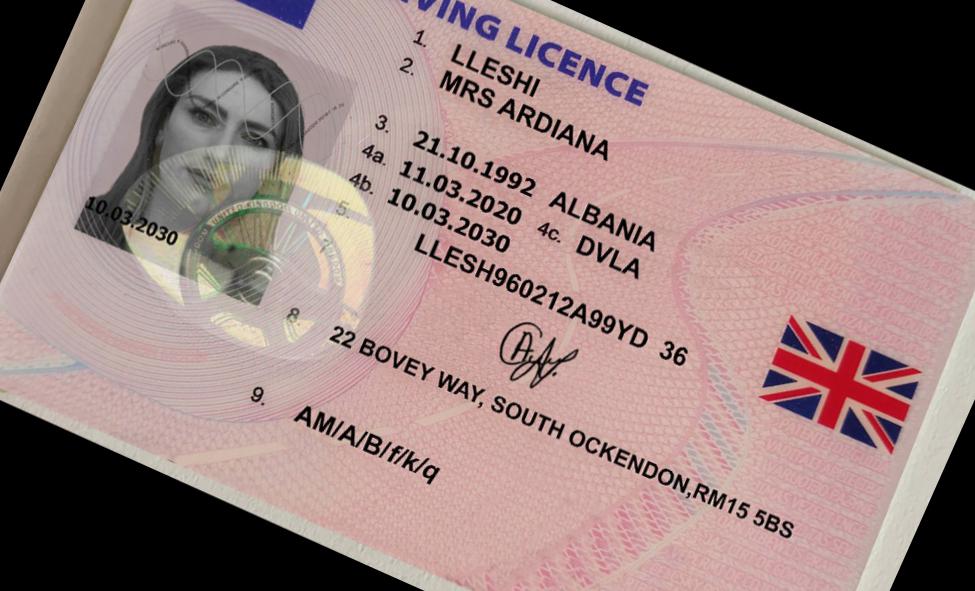 VING LICENCE
1. LLESHI
2. MRS ARDIANA
3. 21.10.1992 ALBANIA
4a. 11.03.2020 4c. DVLA
4b. 10.03.2030
5. LLESH960212A99YD 36
10.03.2030
8 22 BOVEY WAY, SOUTH OCKENDON,RM15 5BS
9. AM/A/B/f/k/q
UNITED KINGDOM